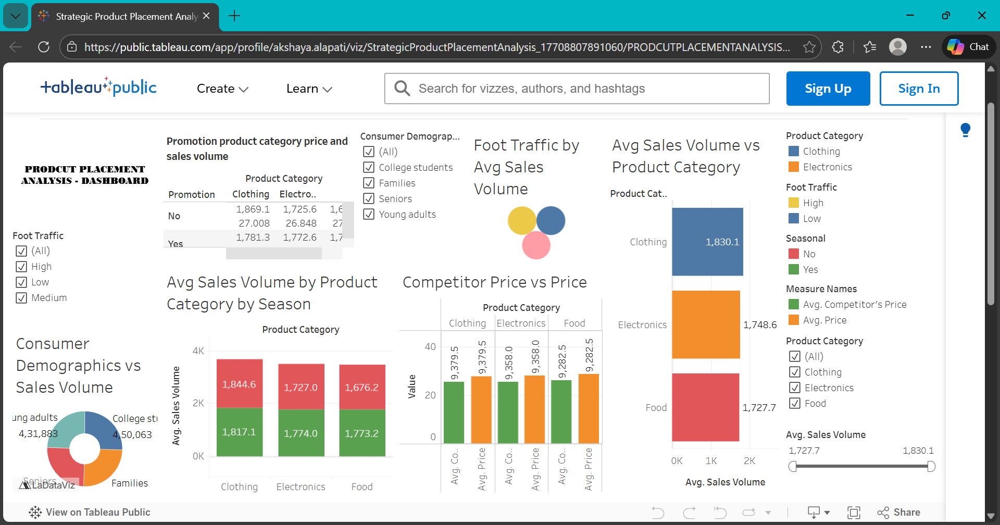 Strategic Product Placement Analy
https://public.tableau.com/app/profile/akshaya.alapati/viz/StrategicProductPlacementAnalysis_17708807891060/PRODCUTPLACEMENTANALYSIS...
Chat
tableau public
Create
Learn
Search for vizzes, authors, and hashtags
Sign Up
Sign In
PRODCUT PLACEMENT
ANALYSIS - DASHBOARD
Foot Traffic
(All)
High
Low
Medium
Promotion product category price and
sales volume
Product Category
Promotion Clothing Electro..
No
1,869.1 1,725.6 1,6
27.008 26.848 27
Yes
1,781.3 1,772.6 1,7
Consumer Demograp...
(All)
College students
Families
Seniors
Young adults
Foot Traffic by
Avg Sales
Volume
Avg Sales Volume vs
Product Category
Product Cat..
Clothing
1,830.1
Electronics
1,748.6
Food
1,727.7
0K 1K 2K
Avg. Sales Volume
Product Category
Clothing
Electronics
Foot Traffic
High
Low
Seasonal
No
Yes
Measure Names
Avg. Competitor's Price
Avg. Price
Product Category
(All)
Clothing
Electronics
Food
Avg. Sales Volume
1,727.7 1,830.1
Consumer
Demographics vs
Sales Volume
ung adults
4,31,883
College stu
4,50,063
Seniors
Families
LaDataViz
Avg Sales Volume by Product
Category by Season
Product Category
Avg. Sales Volume
4K
2K
0K
1,844.6 1,727.0 1,676.2
1,817.1 1,774.0 1,773.2
Clothing Electronics Food
Competitor Price vs Price
Product Category
Clothing Electronics Food
Value
40
20
0
9,379.5 9,379.5 9,358.0 9,358.0 9,282.5 9,282.5
Avg. Co.. Avg. Price Avg. Co.. Avg. Price Avg. Co.. Avg. Price
View on Tableau Public
Share